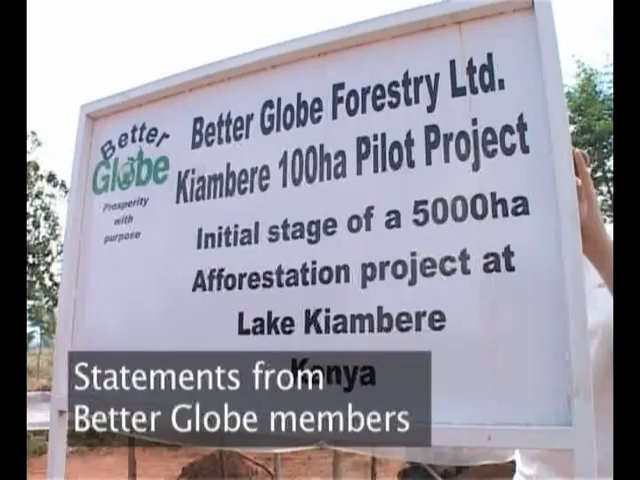 Better
Globe
Prosperity
with
purpose
Better Globe Forestry Ltd.
Kiambere 100ha Pilot Project
Initial stage of a 5000ha
Afforestation project at
Lake Kiambere
Kenya
Statements from
Better Globe members